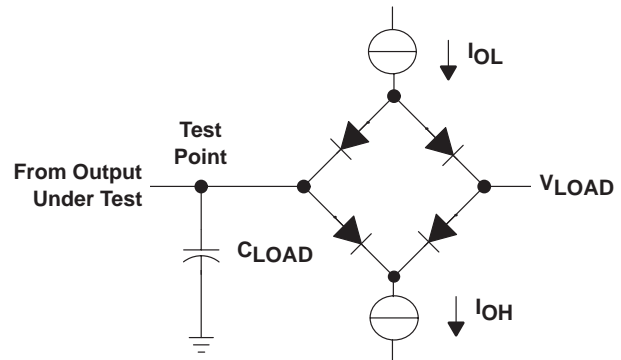 IOL
Test
Point
From Output
Under Test
VLOAD
CLOAD
IOH